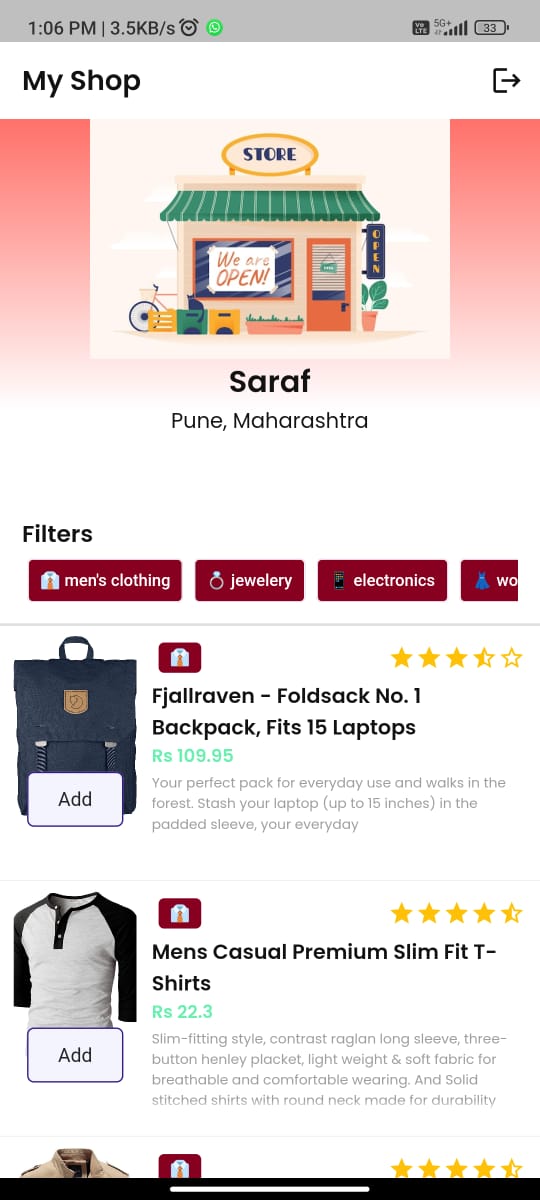 1:06 PM | 3.5KB/s
Vo LTE 5G+ 33
My Shop
STORE
We are
OPEN!
OPEN
Saraf
Pune, Maharashtra
Filters
men's clothing
jewelery
electronics
wo
Fjallraven - Foldsack No. 1
Backpack, Fits 15 Laptops
Rs 109.95
Your perfect pack for everyday use and walks in the
forest. Stash your laptop (up to 15 inches) in the
padded sleeve, your everyday
Add
Mens Casual Premium Slim Fit T-
Shirts
Rs 22.3
Slim-fitting style, contrast raglan long sleeve, three-
button henley placket, light weight & soft fabric for
breathable and comfortable wearing. And Solid
stitched shirts with round neck made for durability
Add